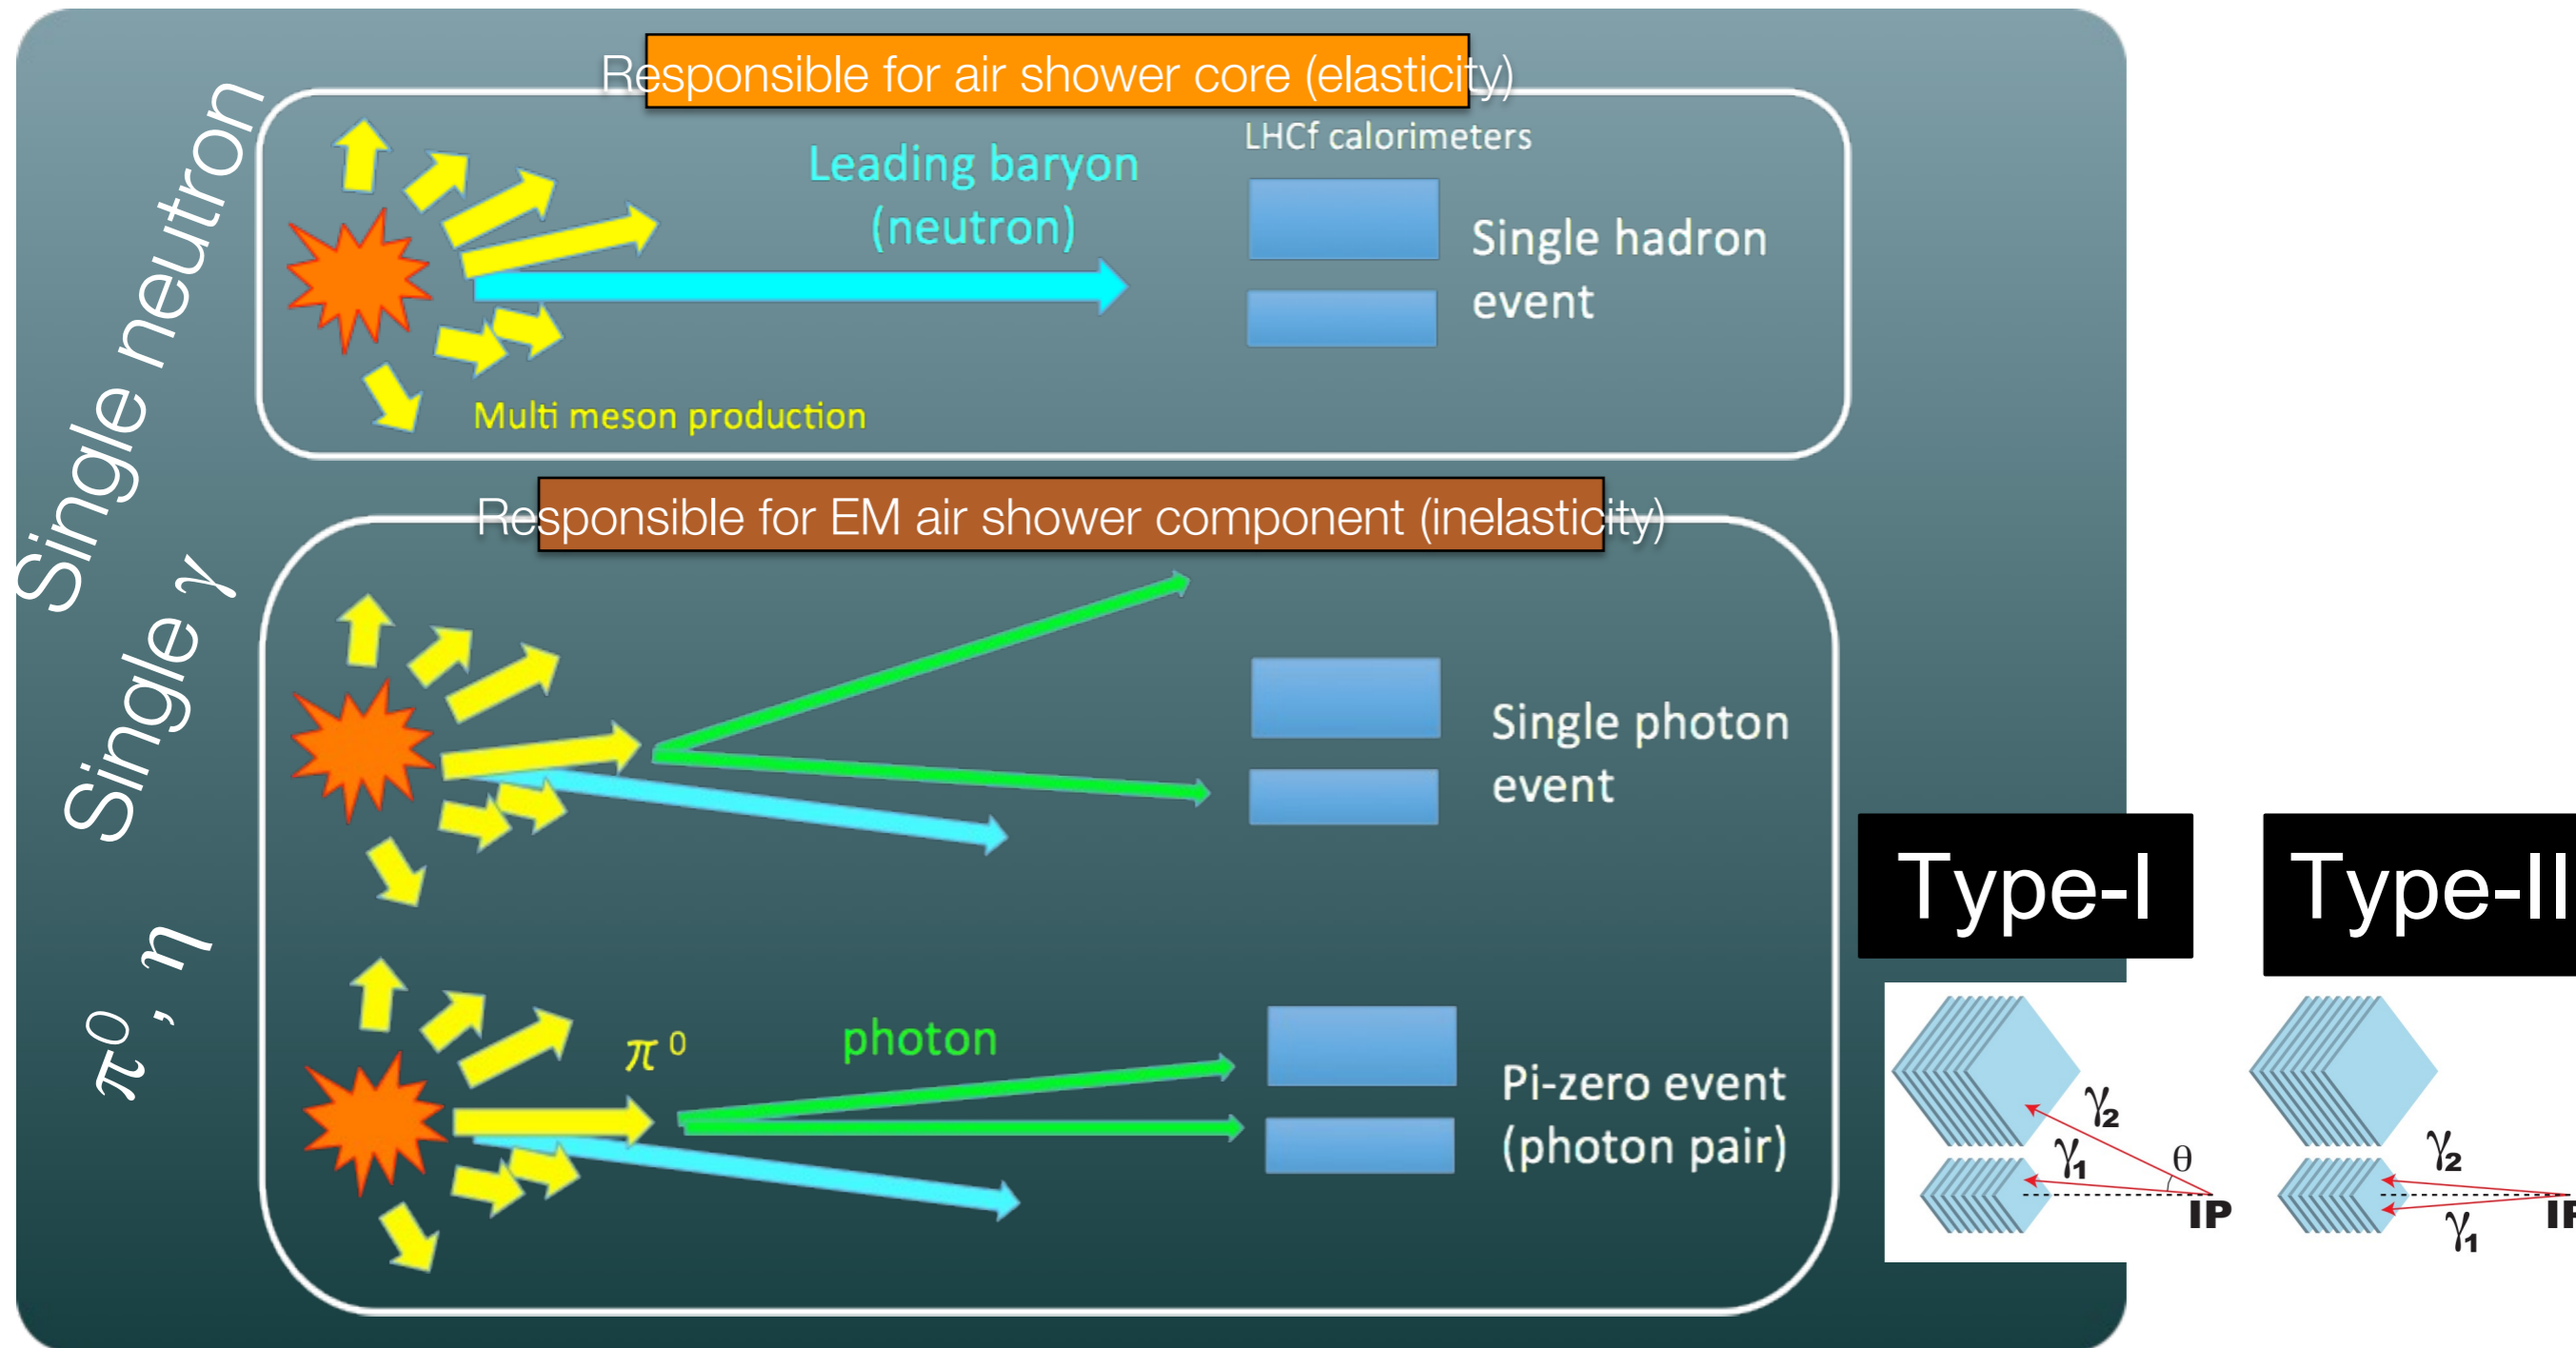 Responsible for air shower core (elasticity)
Single neutron
LHCf calorimeters
Leading baryon
(neutron)
Single hadron
event
Multi meson production
Responsible for EM air shower component (inelasticity)
Single γ
Single photon
event
Type-I
Type-II
π⁰, η
π⁰
photon
Pi-zero event
(photon pair)
γ₂
γ₁
θ
IP
γ₂
γ₁